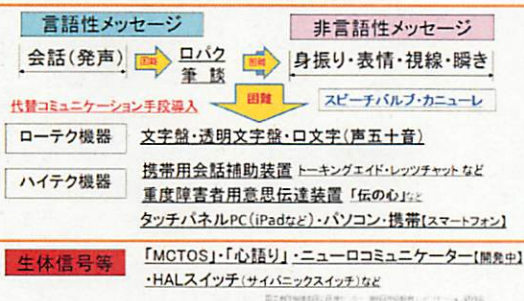 言語性メッセージ
非言語性メッセージ
会話(発声)
困難
口パク
筆談
困難
身振り・表情・視線・瞬き
困難
代替コミュニケーション手段導入
スピーチバルブ・カニューレ
ローテク機器
文字盤・透明文字盤・口文字(声五十音)
ハイテク機器
携帯用会話補助装置 トーキングエイド・レッツチャット など
重度障害者用意思伝達装置 「伝の心」など
タッチパネルPC(iPadなど)・パソコン・携帯【スマートフォン】
生体信号等
「MCTOS」・「心語り」・ニューロコミュニケーター【開発中】
・HALスイッチ(サイバニックスイッチ)など